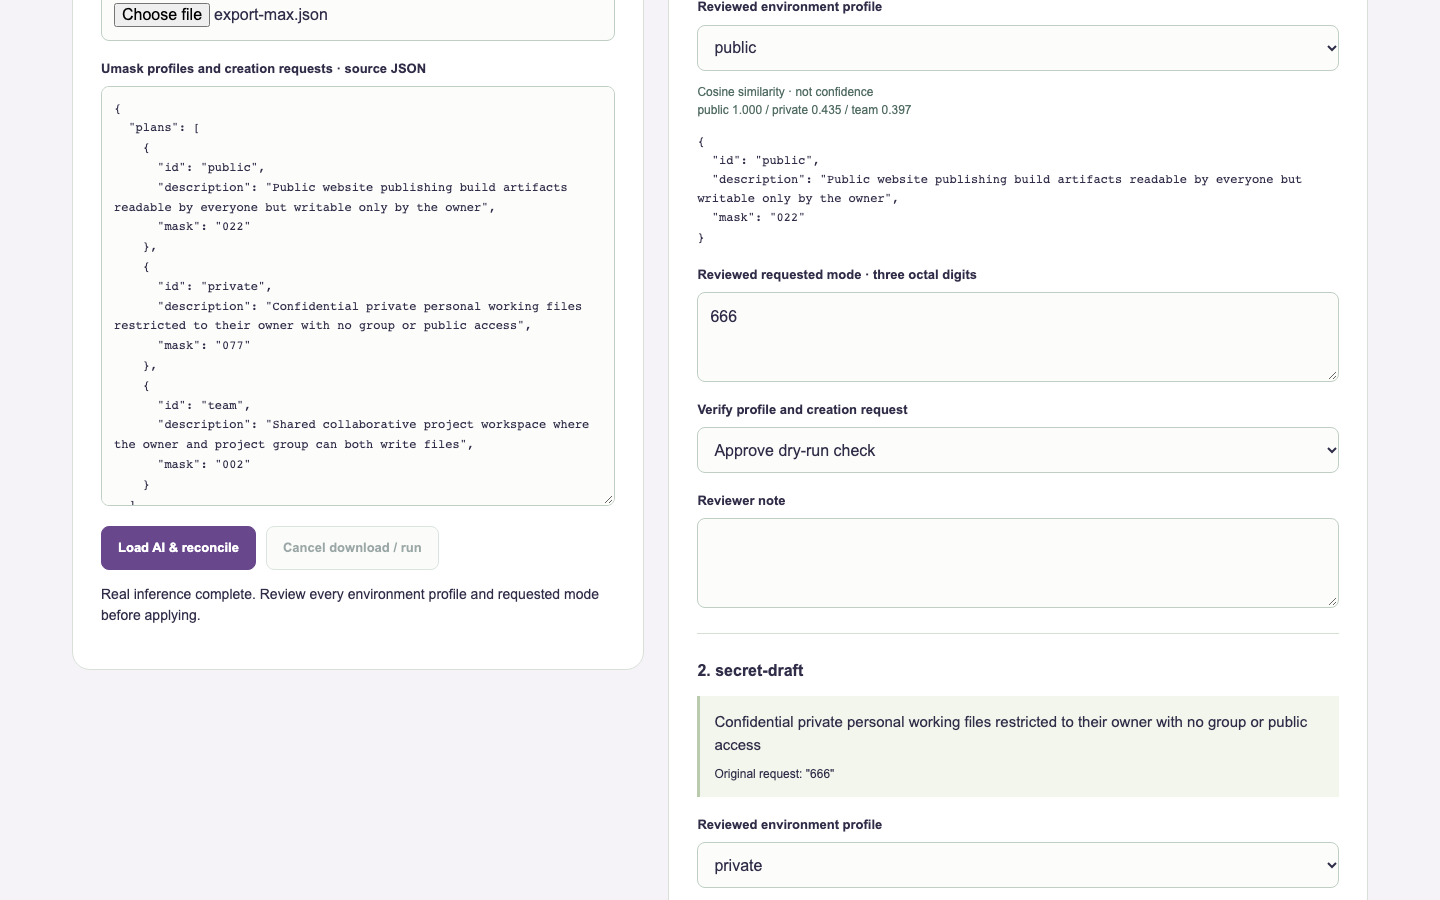 Choose file export-max.json
Umask profiles and creation requests · source JSON
{
  "plans": [
    {
      "id": "public",
      "description": "Public website publishing build artifacts
readable by everyone but writable only by the owner",
      "mask": "022"
    },
    {
      "id": "private",
      "description": "Confidential private personal working files
restricted to their owner with no group or public access",
      "mask": "077"
    },
    {
      "id": "team",
      "description": "Shared collaborative project workspace where
the owner and project group can both write files",
      "mask": "002"
    }
  ]
Load AI & reconcile
Cancel download / run
Real inference complete. Review every environment profile and requested mode
before applying.
Reviewed environment profile
public
Cosine similarity · not confidence
public 1.000 / private 0.435 / team 0.397
{
  "id": "public",
  "description": "Public website publishing build artifacts readable by everyone but
writable only by the owner",
  "mask": "022"
}
Reviewed requested mode · three octal digits
666
Verify profile and creation request
Approve dry-run check
Reviewer note
2. secret-draft
Confidential private personal working files restricted to their owner with no group or public
access
Original request: "666"
Reviewed environment profile
private